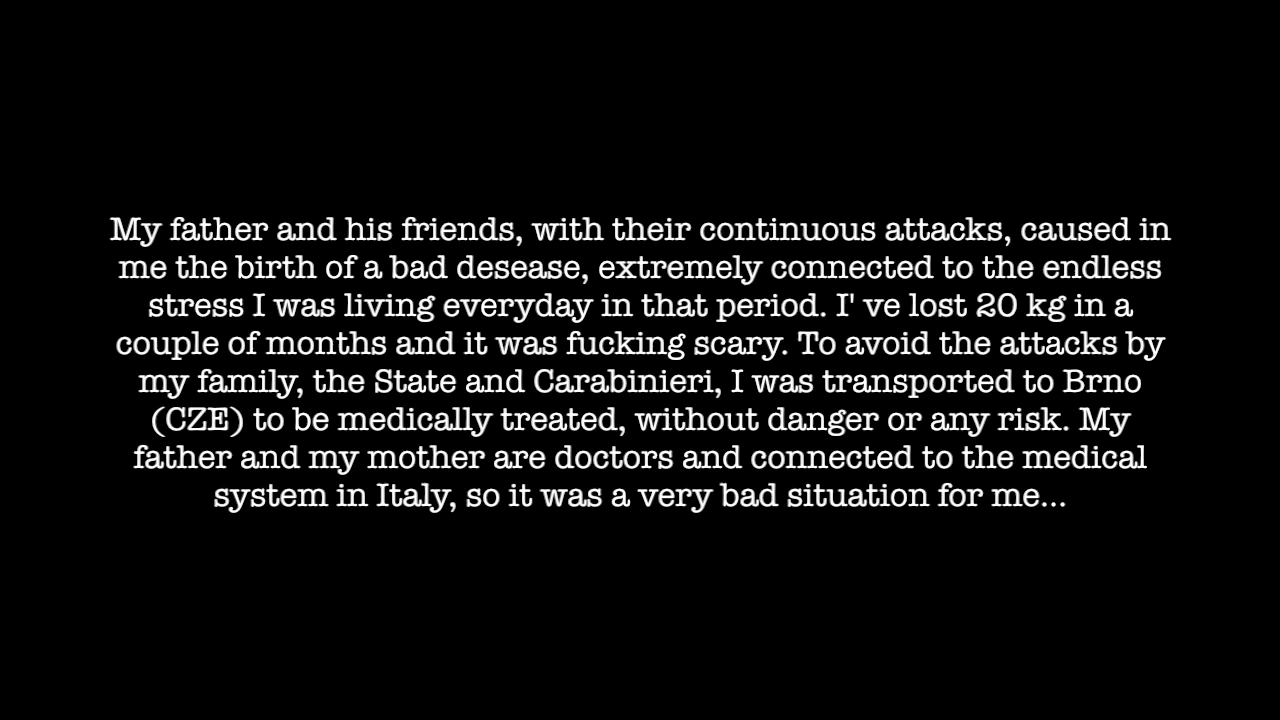 My father and his friends, with their continuous attacks, caused in
me the birth of a bad desease, extremely connected to the endless
stress I was living everyday in that period. I' ve lost 20 kg in a
couple of months and it was fucking scary. To avoid the attacks by
my family, the State and Carabinieri, I was transported to Brno
(CZE) to be medically treated, without danger or any risk. My
father and my mother are doctors and connected to the medical
system in Italy, so it was a very bad situation for me...